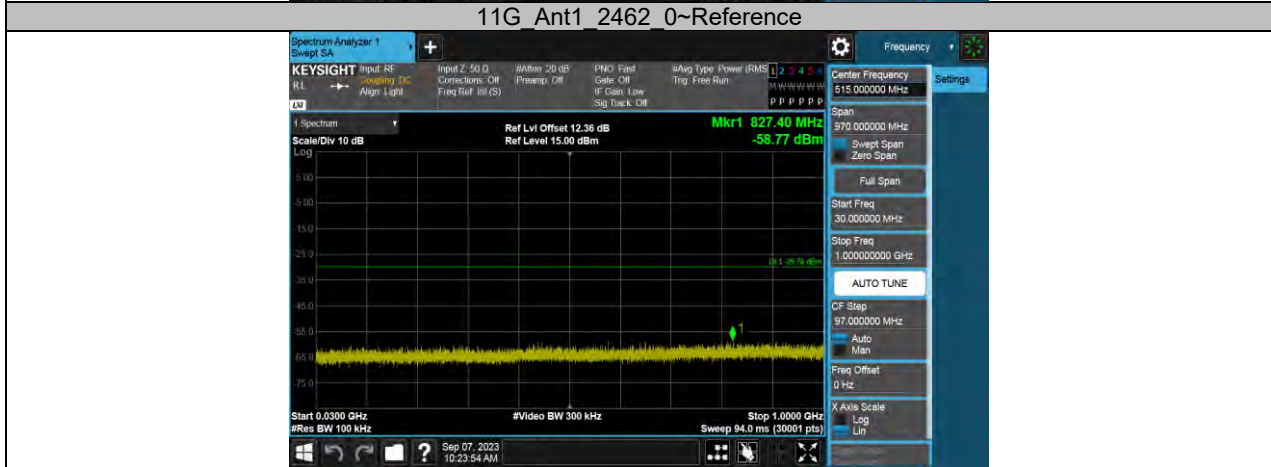 11G_Ant1_2462_0~Reference
Spectrum Analyzer 1
Swept SA
+
Frequency
KEYSIGHT
RL
LXI
Input: RF
Coupling: DC
Align: Light
Input Z: 50 Ω
Corrections: Off
Freq Ref: Int (S)
#Atten: 20 dB
Preamp: Off
PNO: Fast
Gate: Off
IF Gain: Low
Sig Track: Off
#Avg Type: Power (RMS
Trig: Free Run
1 2 3 4 5 6
M W W W W W
P P P P P P
Center Frequency
515.000000 MHz
Settings
1 Spectrum
Scale/Div 10 dB
Log
Ref Lvl Offset 12.36 dB
Ref Level 15.00 dBm
Mkr1 827.40 MHz
-58.77 dBm
Span
970.000000 MHz
Swept Span
Zero Span
Full Span
Start Freq
30.000000 MHz
Stop Freq
1.000000000 GHz
AUTO TUNE
CF Step
97.000000 MHz
Auto
Man
Freq Offset
0 Hz
X Axis Scale
Log
Lin
5.00
-5.00
-15.0
-25.0
-35.0
-45.0
-55.0
-65.0
-75.0
1
Start 0.0300 GHz
#Res BW 100 kHz
#Video BW 300 kHz
Stop 1.0000 GHz
Sweep 94.0 ms (30001 pts)
?
Sep 07, 2023
10:23:54 AM